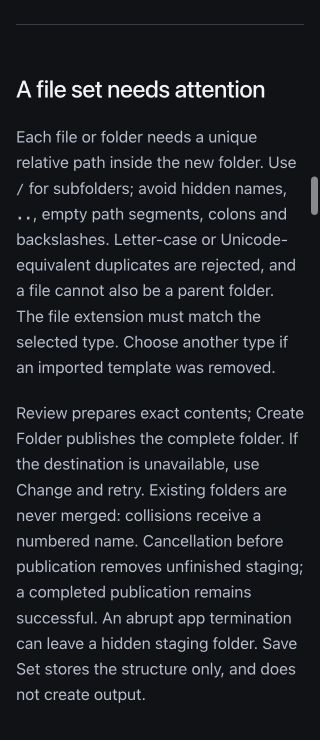 A file set needs attention
Each file or folder needs a unique
relative path inside the new folder. Use
/ for subfolders; avoid hidden names,
.., empty path segments, colons and
backslashes. Letter-case or Unicode-
equivalent duplicates are rejected, and
a file cannot also be a parent folder.
The file extension must match the
selected type. Choose another type if
an imported template was removed.
Review prepares exact contents; Create
Folder publishes the complete folder. If
the destination is unavailable, use
Change and retry. Existing folders are
never merged: collisions receive a
numbered name. Cancellation before
publication removes unfinished staging;
a completed publication remains
successful. An abrupt app termination
can leave a hidden staging folder. Save
Set stores the structure only, and does
not create output.